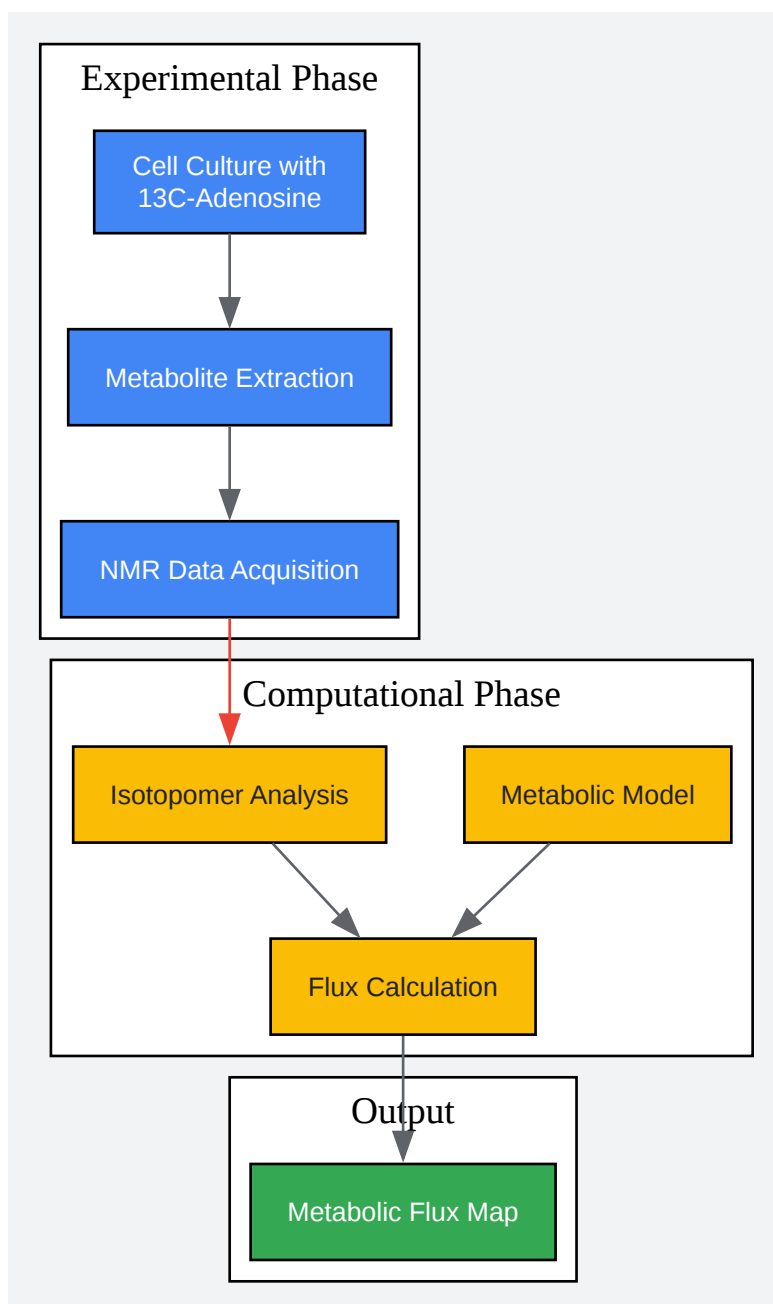 Experimental Phase
Cell Culture with
13C-Adenosine
Metabolite Extraction
NMR Data Acquisition
Computational Phase
Isotopomer Analysis
Metabolic Model
Flux Calculation
Output
Metabolic Flux Map